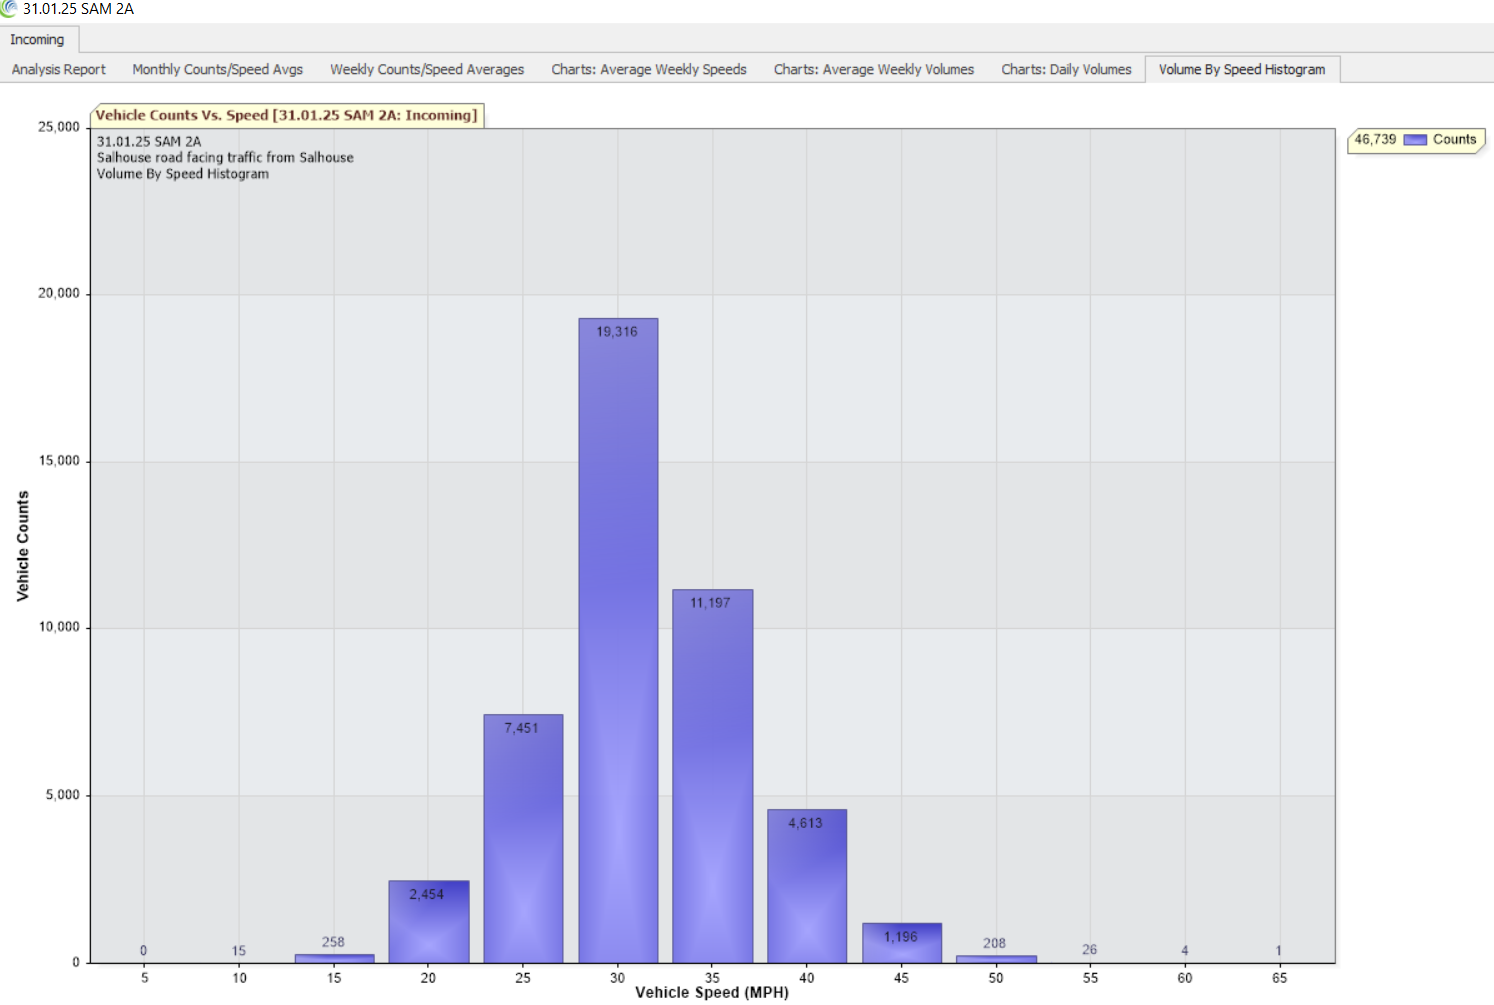 31.01.25 SAM 2A
Incoming
Analysis Report Monthly Counts/Speed Avgs Weekly Counts/Speed Averages Charts: Average Weekly Speeds Charts: Average Weekly Volumes Charts: Daily Volumes Volume By Speed Histogram
Vehicle Counts Vs. Speed [31.01.25 SAM 2A: Incoming]
31.01.25 SAM 2A
Salhouse road facing traffic from Salhouse
Volume By Speed Histogram
46,739 Counts
25,000
20,000
15,000
10,000
5,000
0
Vehicle Counts
0 15 258 2,454 7,451 19,316 11,197 4,613 1,196 208 26 4 1
5 10 15 20 25 30 35 40 45 50 55 60 65
Vehicle Speed (MPH)